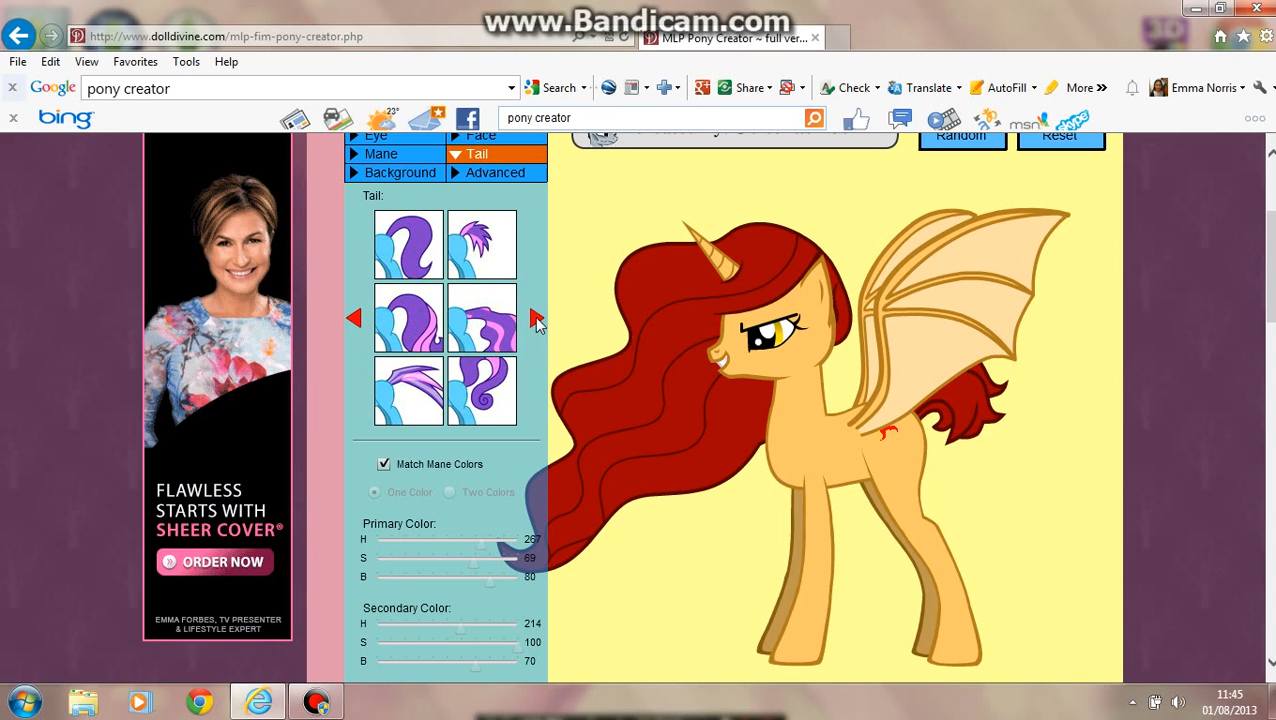 www.Bandicam.com
http://www.dolldivine.com/mlp-fim-pony-creator.php
MLP Pony Creator ~ full ver...
File Edit View Favorites Tools Help
Google pony creator Search Share Check Translate AutoFill More Emma Norris
bing 23° pony creator msn skype
Eye Face
Mane Tail
Background Advanced
Random Reset
Tail:
Match Mane Colors
One Color Two Colors
Primary Color:
H 267
S 69
B 80
Secondary Color:
H 214
S 100
B 70
FLAWLESS
STARTS WITH
SHEER COVER®
ORDER NOW
EMMA FORBES, TV PRESENTER
& LIFESTYLE EXPERT
11:45
01/08/2013